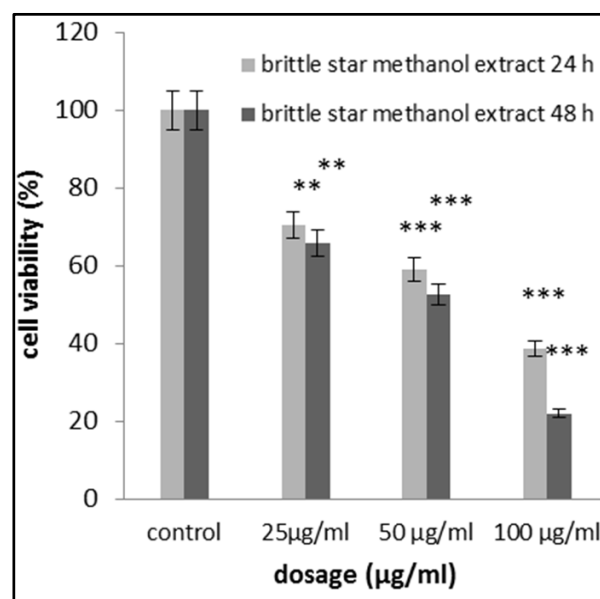 120
100
80
60
40
20
0
cell viability (%)
brittle star methanol extract 24 h
brittle star methanol extract 48 h
**
**
***
***
***
***
control 25µg/ml 50 µg/ml 100 µg/ml
dosage (µg/ml)